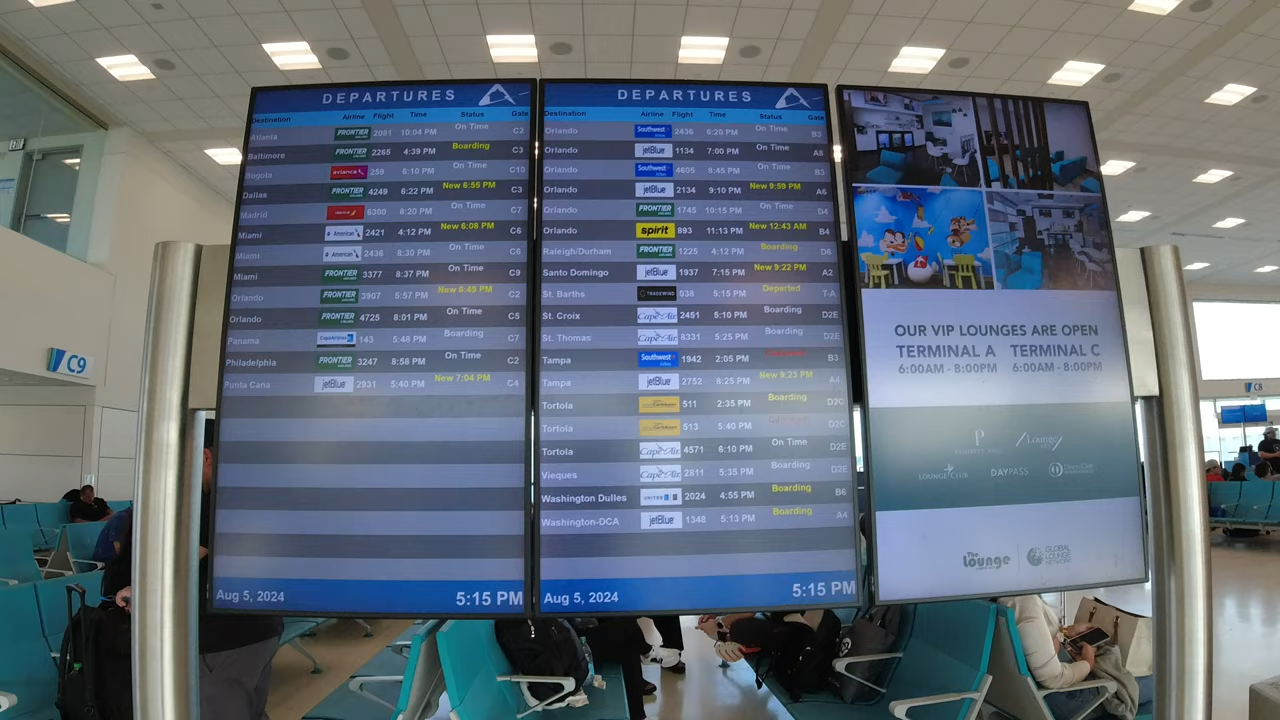 DEPARTURES
Destination Airline Flight Time Status Gate
Atlanta FRONTIER 2081 10:04 PM On Time C2
Baltimore FRONTIER 2265 4:39 PM Boarding C3
Bogota avianca 259 6:10 PM On Time C10
Dallas FRONTIER 4249 6:22 PM New 6:55 PM C3
Madrid 6300 8:20 PM On Time C7
Miami American 2421 4:12 PM New 6:08 PM C6
Miami American 2436 8:30 PM On Time C6
Miami FRONTIER 3377 8:37 PM On Time C9
Orlando FRONTIER 3907 5:57 PM New 6:49 PM C2
Orlando FRONTIER 4725 8:01 PM On Time C5
Panama 143 5:48 PM Boarding C7
Philadelphia FRONTIER 3247 8:58 PM On Time C2
Punta Cana jetBlue 2931 5:40 PM New 7:04 PM C4
Aug 5, 2024 5:15 PM
DEPARTURES
Destination Airline Flight Time Status Gate
Orlando Southwest 2436 6:20 PM On Time B3
Orlando jetBlue 1134 7:00 PM On Time A8
Orlando Southwest 4605 8:45 PM On Time B3
Orlando jetBlue 2134 9:10 PM New 9:59 PM A6
Orlando FRONTIER 1745 10:15 PM On Time D4
Orlando spirit 893 11:13 PM New 12:43 AM B4
Raleigh/Durham FRONTIER 1225 4:12 PM Boarding D6
Santo Domingo jetBlue 1937 7:15 PM New 9:22 PM A2
St. Barths TRADEWIND 038 5:15 PM Departed T-A
St. Croix Cape Air 2451 5:10 PM Boarding D2E
St. Thomas Cape Air 8331 5:25 PM Boarding D2E
Tampa Southwest 1942 2:05 PM B3
Tampa jetBlue 2752 8:25 PM New 9:23 PM A4
Tortola 511 2:35 PM Boarding D2C
Tortola 513 5:40 PM D2C
Tortola Cape Air 4571 6:10 PM On Time D2E
Vieques Cape Air 2811 5:35 PM Boarding D2E
Washington Dulles UNITED 2024 4:55 PM Boarding B6
Washington-DCA jetBlue 1348 5:13 PM Boarding A4
Aug 5, 2024 5:15 PM
OUR VIP LOUNGES ARE OPEN
TERMINAL A TERMINAL C
6:00AM - 8:00PM 6:00AM - 8:00PM
P
Lounge
LOUNGE CLUB DAYPASS Diners Club
The Lounge GLOBAL LOUNGE NETWORK
C9
C8